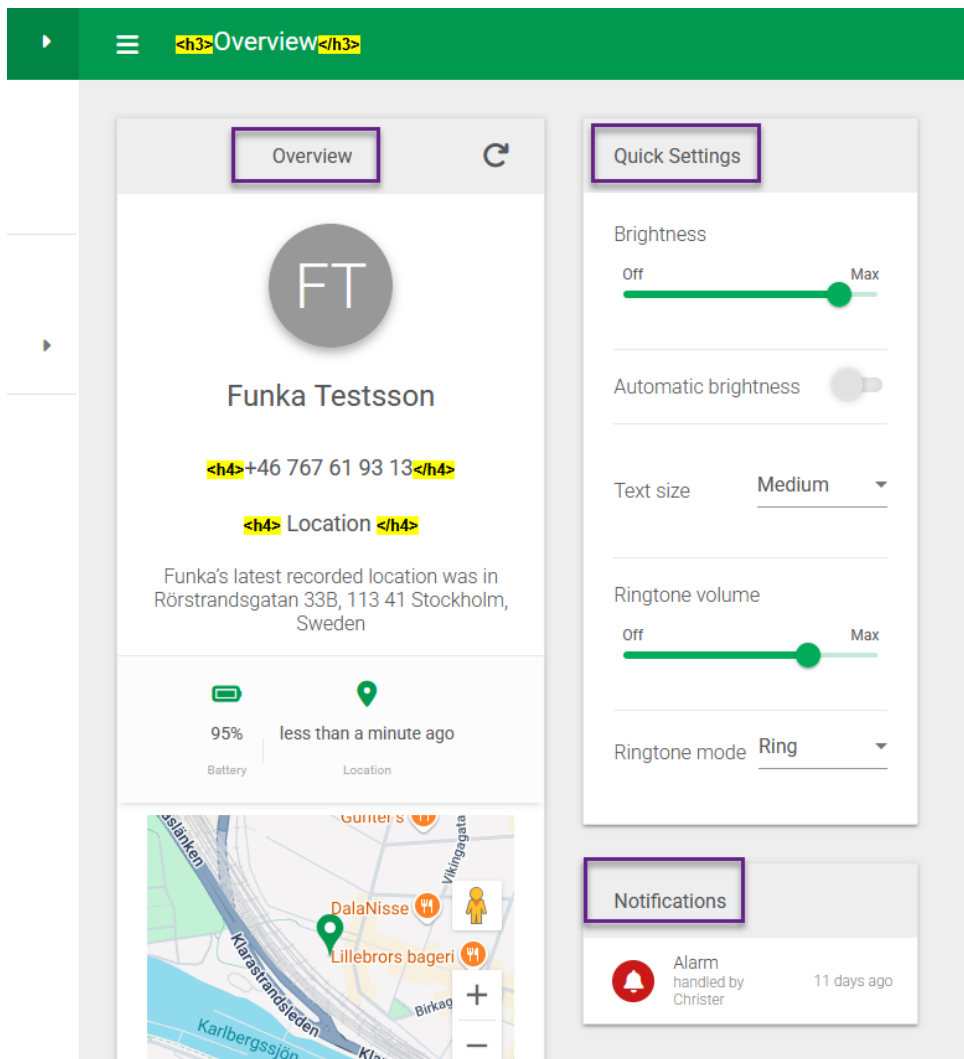 <h3>Overview</h3>
Overview
FT
Funka Testsson
<h4>+46 767 61 93 13</h4>
<h4> Location </h4>
Funka's latest recorded location was in
Rörstrandsgatan 33B, 113 41 Stockholm,
Sweden
95%
Battery
less than a minute ago
Location
Gunter's
Vikingagata
DalaNisse
Lillebrors bageri
Klarastrandsleden
Birkag
Karlbergssjön
Klar
+
−
Quick Settings
Brightness
Off Max
Automatic brightness
Text size Medium
Ringtone volume
Off Max
Ringtone mode Ring
Notifications
Alarm
handled by
Christer
11 days ago